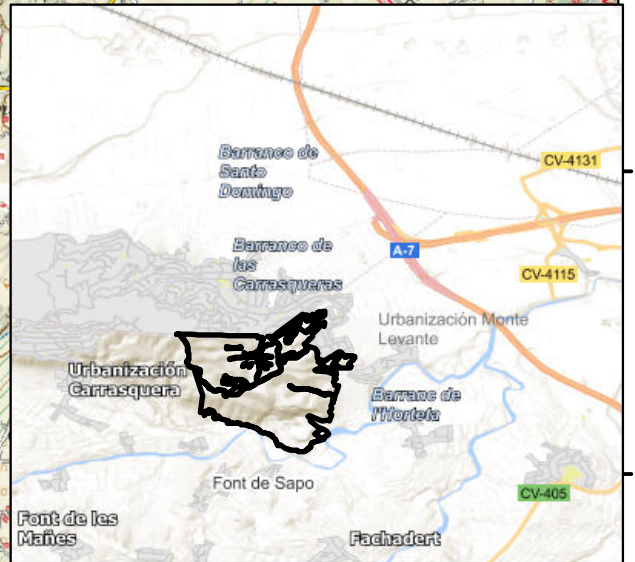 Barranco de
Santo
Domingo
CV-4131
A-7
Barranco de
las
Carrasqueras
CV-4115
Urbanización Monte
Levante
Urbanización
Carrasquera
Barranc de
l'Horteta
Font de Sapo
CV-405
Font de les
Mañes
Fachadert